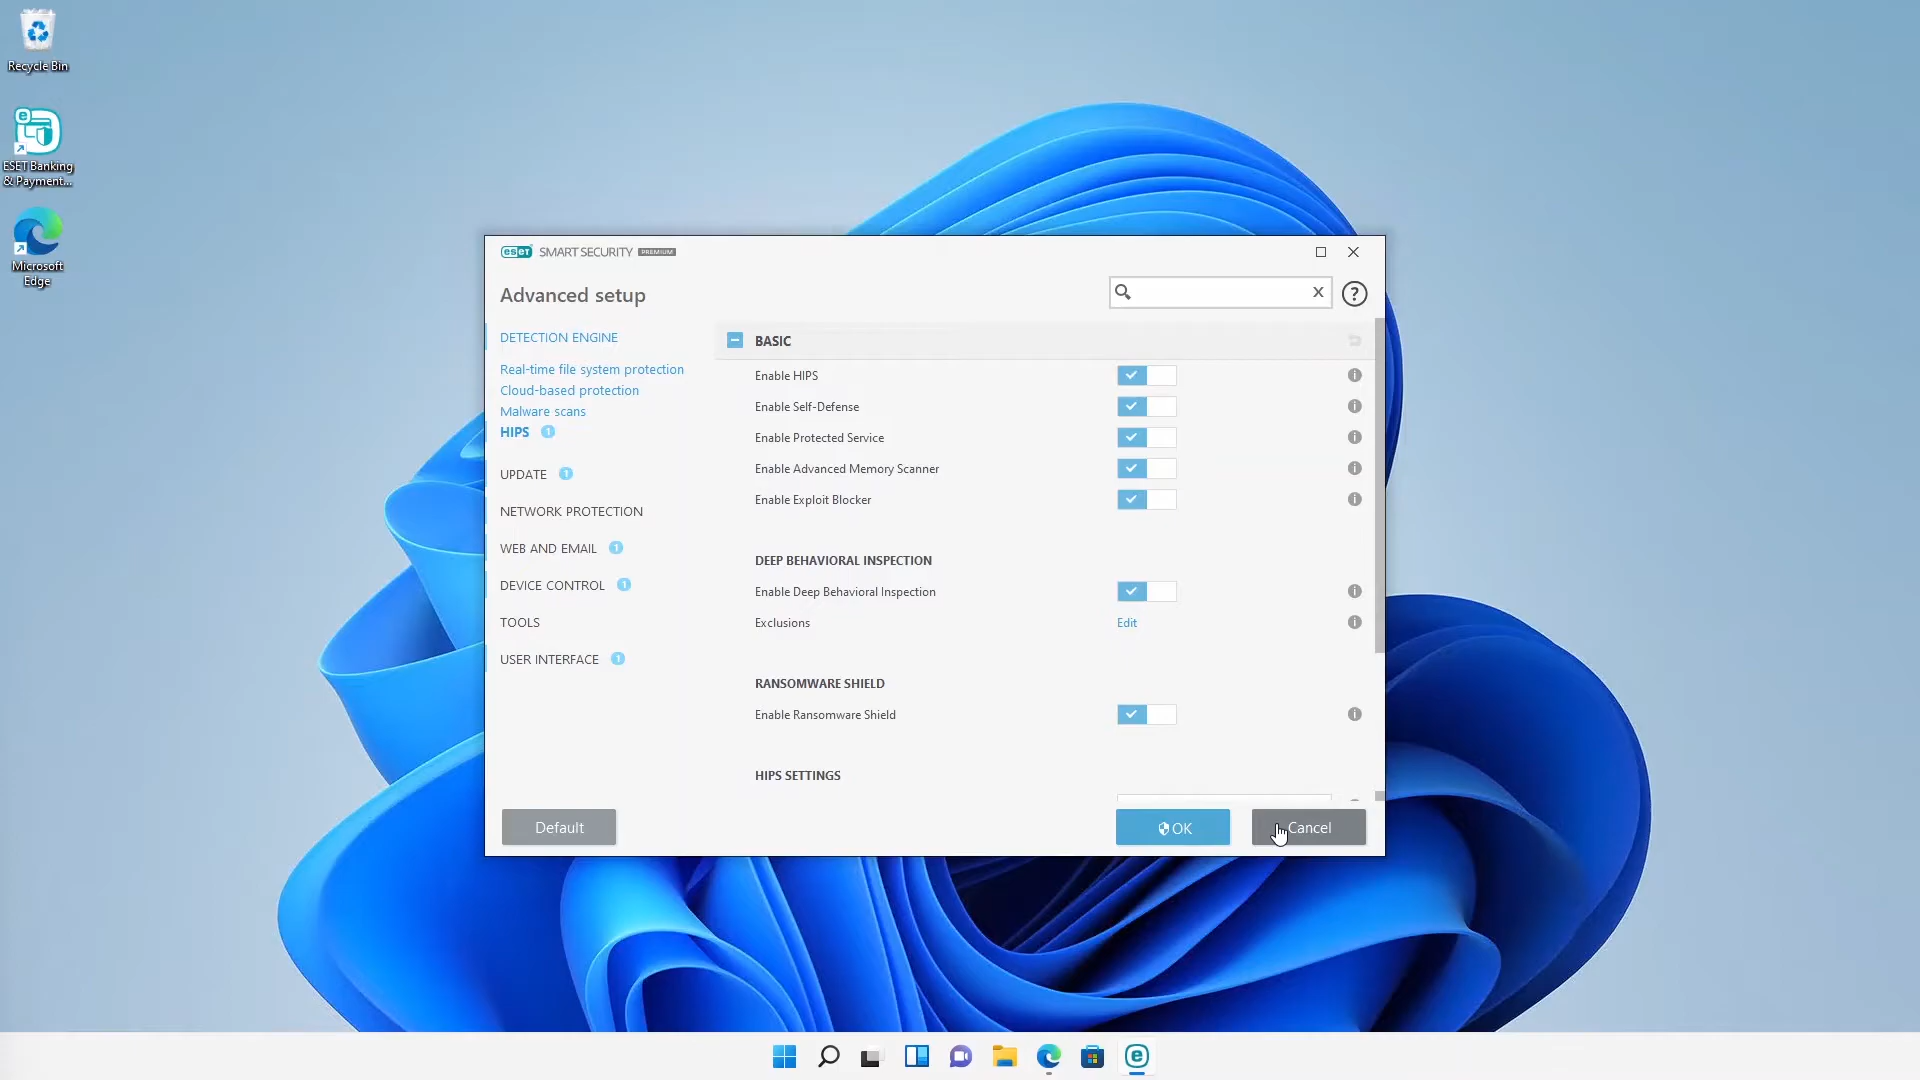 Recycle Bin
ESET Banking
& Payment...
Microsoft
Edge
eSET SMART SECURITY PREMIUM
Advanced setup
X
?
DETECTION ENGINE
Real-time file system protection
Cloud-based protection
Malware scans
HIPS 1
UPDATE 1
NETWORK PROTECTION
WEB AND EMAIL 1
DEVICE CONTROL 1
TOOLS
USER INTERFACE 1
BASIC
Enable HIPS
Enable Self-Defense
Enable Protected Service
Enable Advanced Memory Scanner
Enable Exploit Blocker
DEEP BEHAVIORAL INSPECTION
Enable Deep Behavioral Inspection
Exclusions Edit
RANSOMWARE SHIELD
Enable Ransomware Shield
HIPS SETTINGS
Default
OK
Cancel